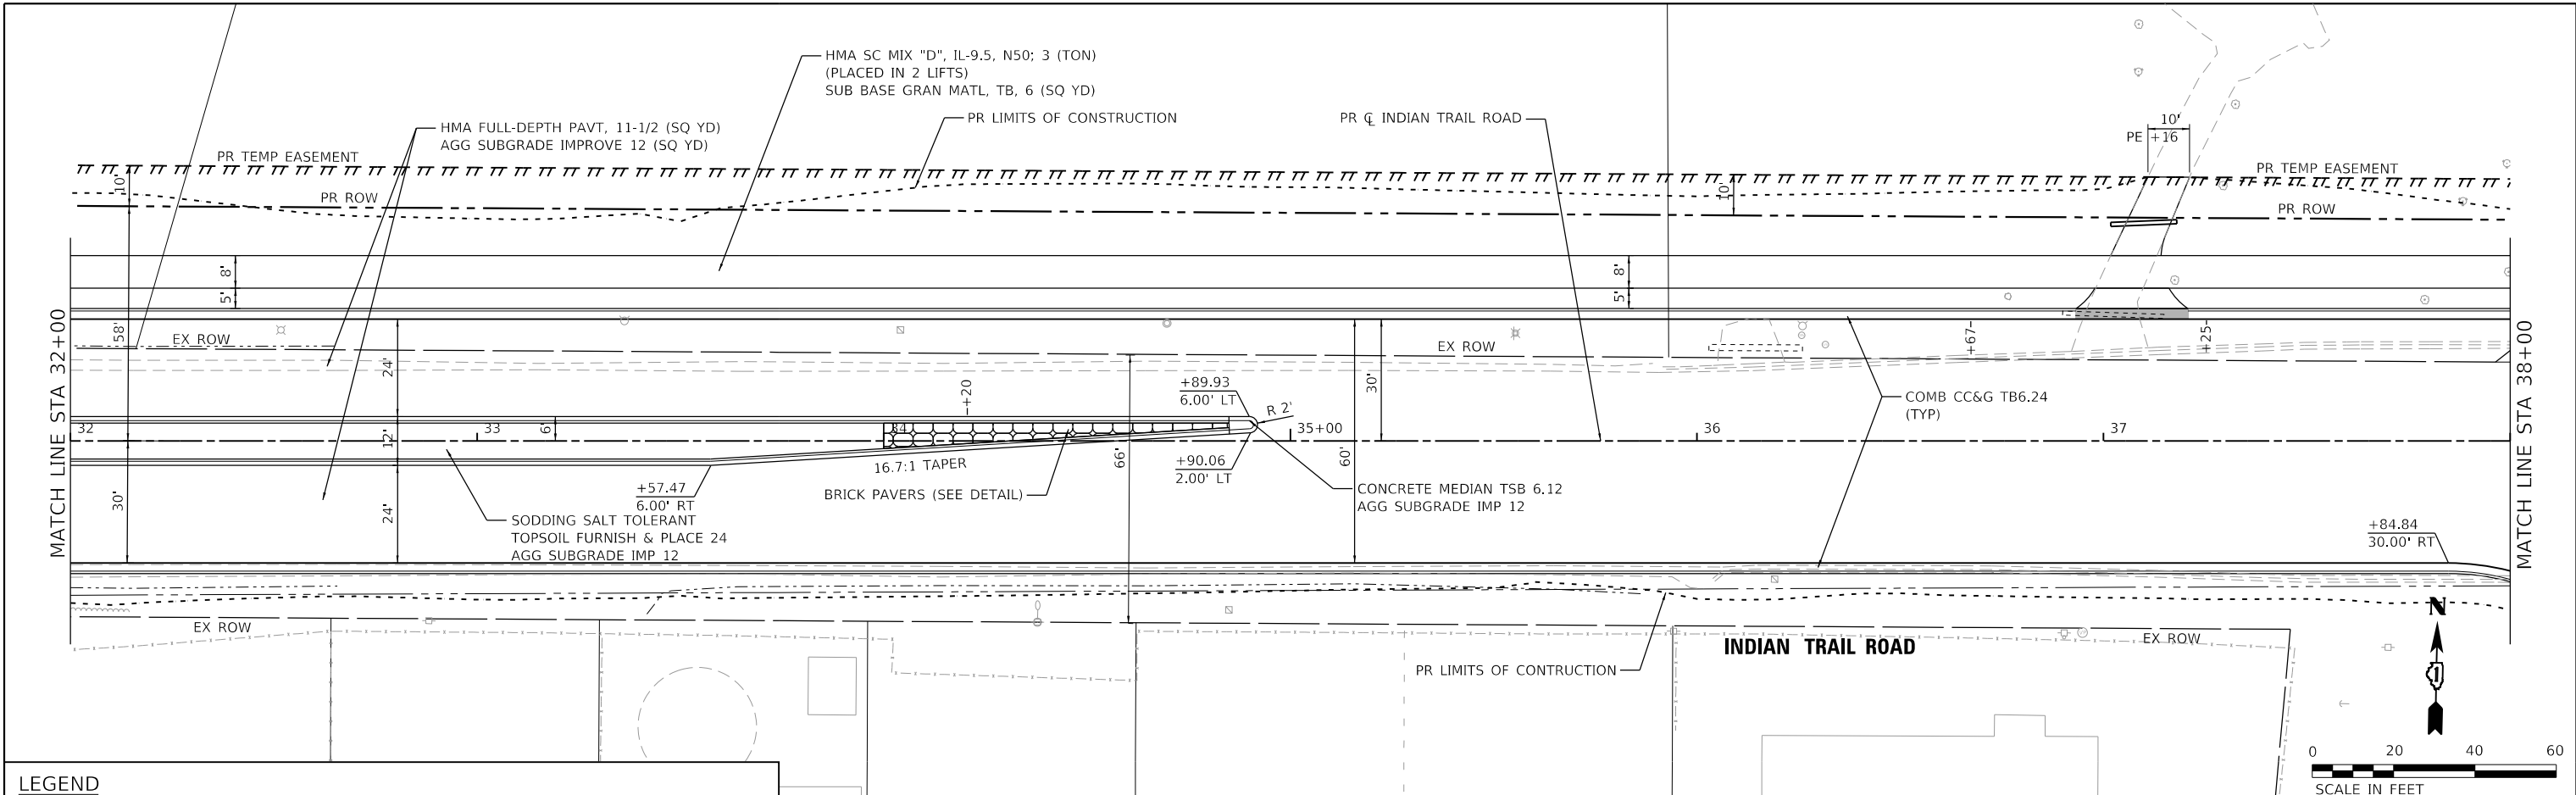 HMA SC MIX "D", IL-9.5, N50; 3 (TON)
(PLACED IN 2 LIFTS)
SUB BASE GRAN MATL, TB, 6 (SQ YD)
HMA FULL-DEPTH PAVT, 11-1/2 (SQ YD)
AGG SUBGRADE IMPROVE 12 (SQ YD)
PR LIMITS OF CONSTRUCTION
PR ℄ INDIAN TRAIL ROAD
10'
PE +16
PR TEMP EASEMENT
PR TEMP EASEMENT
10'
10'
PR ROW
PR ROW
8'
5'
8'
5'
58'
EX ROW
EX ROW
24'
30'
+67
+25
MATCH LINE STA 32+00
MATCH LINE STA 38+00
+20
+89.93
6.00' LT
R 2'
COMB CC&G TB6.24
(TYP)
32
33
34
35+00
36
37
6'
12'
66'
60'
16.7:1 TAPER
+90.06
2.00' LT
+57.47
6.00' RT
BRICK PAVERS (SEE DETAIL)
CONCRETE MEDIAN TSB 6.12
AGG SUBGRADE IMP 12
30'
24'
SODDING SALT TOLERANT
TOPSOIL FURNISH & PLACE 24
AGG SUBGRADE IMP 12
+84.84
30.00' RT
EX ROW
EX ROW
INDIAN TRAIL ROAD
PR LIMITS OF CONTRUCTION
N
1
0 20 40 60
SCALE IN FEET
LEGEND